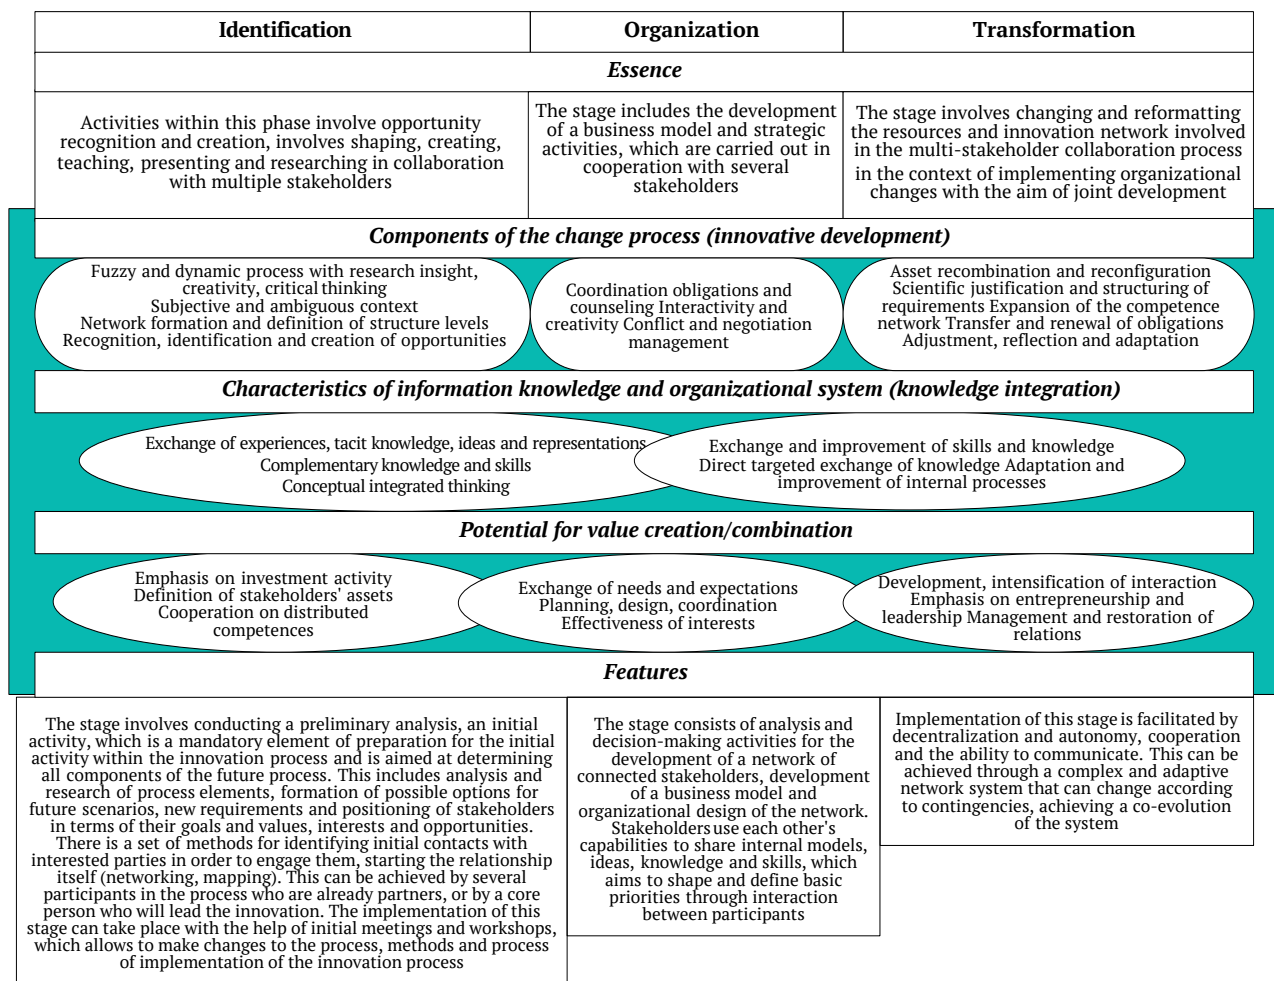 Identification
Organization
Transformation
Essence
Activities within this phase involve opportunity
recognition and creation, involves shaping, creating,
teaching, presenting and researching in collaboration
with multiple stakeholders
The stage includes the development
of a business model and strategic
activities, which are carried out in
cooperation with several
stakeholders
The stage involves changing and reformatting
the resources and innovation network involved
in the multi-stakeholder collaboration process
in the context of implementing organizational
changes with the aim of joint development
Components of the change process (innovative development)
Fuzzy and dynamic process with research insight,
creativity, critical thinking
Subjective and ambiguous context
Network formation and definition of structure levels
Recognition, identification and creation of opportunities
Coordination obligations and
counseling Interactivity and
creativity Conflict and negotiation
management
Asset recombination and reconfiguration
Scientific justification and structuring of
requirements Expansion of the competence
network Transfer and renewal of obligations
Adjustment, reflection and adaptation
Characteristics of information knowledge and organizational system (knowledge integration)
Exchange of experiences, tacit knowledge, ideas and representations
Complementary knowledge and skills
Conceptual integrated thinking
Exchange and improvement of skills and knowledge
Direct targeted exchange of knowledge Adaptation and
improvement of internal processes
Potential for value creation/combination
Emphasis on investment activity
Definition of stakeholders' assets
Cooperation on distributed
competences
Exchange of needs and expectations
Planning, design, coordination
Effectiveness of interests
Development, intensification of interaction
Emphasis on entrepreneurship and
leadership Management and restoration of
relations
Features
The stage involves conducting a preliminary analysis, an initial
activity, which is a mandatory element of preparation for the initial
activity within the innovation process and is aimed at determining
all components of the future process. This includes analysis and
research of process elements, formation of possible options for
future scenarios, new requirements and positioning of stakeholders
in terms of their goals and values, interests and opportunities.
There is a set of methods for identifying initial contacts with
interested parties in order to engage them, starting the relationship
itself (networking, mapping). This can be achieved by several
participants in the process who are already partners, or by a core
person who will lead the innovation. The implementation of this
stage can take place with the help of initial meetings and workshops,
which allows to make changes to the process, methods and process
of implementation of the innovation process
The stage consists of analysis and
decision-making activities for the
development of a network of
connected stakeholders, development
of a business model and
organizational design of the network.
Stakeholders use each other's
capabilities to share internal models,
ideas, knowledge and skills, which
aims to shape and define basic
priorities through interaction
between participants
Implementation of this stage is facilitated by
decentralization and autonomy, cooperation
and the ability to communicate. This can be
achieved through a complex and adaptive
network system that can change according
to contingencies, achieving a co-evolution
of the system